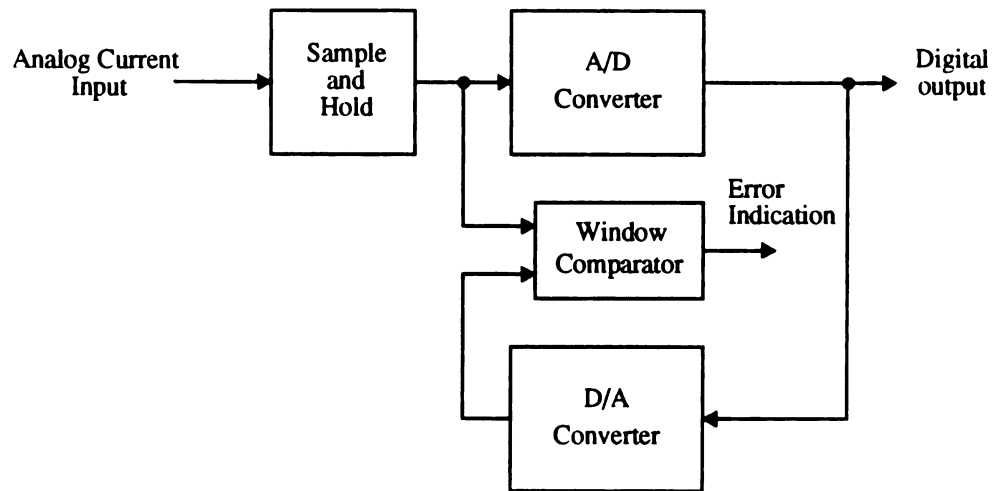 Analog Current
Input
Sample
and
Hold
A/D
Converter
Digital
output
Error
Indication
Window
Comparator
D/A
Converter